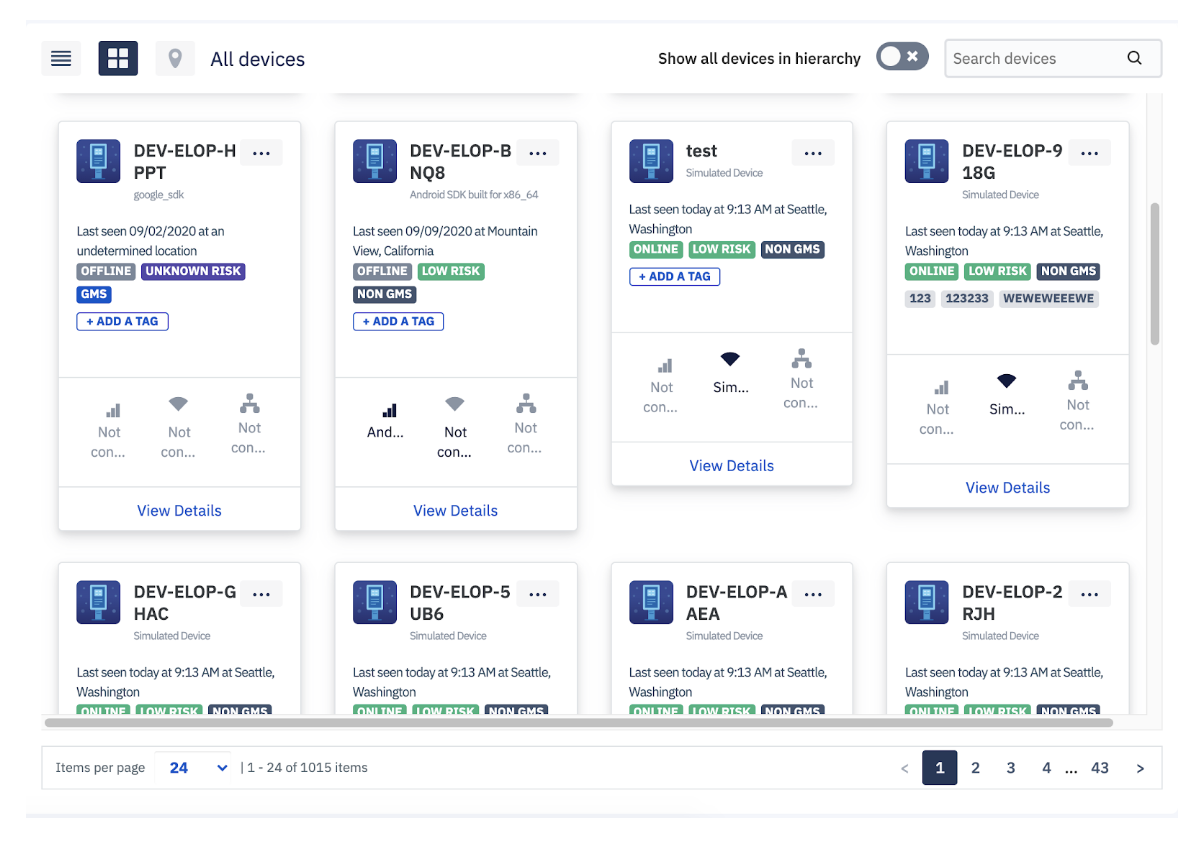 All devices
Show all devices in hierarchy
Search devices
DEV-ELOP-H
PPT
...
google_sdk
Last seen 09/02/2020 at an
undetermined location
OFFLINE UNKNOWN RISK
GMS
+ ADD A TAG
Not
con...
Not
con...
Not
con...
View Details
DEV-ELOP-B
NQ8
...
Android SDK built for x86_64
Last seen 09/09/2020 at Mountain
View, California
OFFLINE LOW RISK
NON GMS
+ ADD A TAG
And...
Not
con...
Not
con...
View Details
test
...
Simulated Device
Last seen today at 9:13 AM at Seattle,
Washington
ONLINE LOW RISK NON GMS
+ ADD A TAG
Not
con...
Sim...
Not
con...
View Details
DEV-ELOP-9
18G
...
Simulated Device
Last seen today at 9:13 AM at Seattle,
Washington
ONLINE LOW RISK NON GMS
123 123233 WEWEWEEEWE
Not
con...
Sim...
Not
con...
View Details
DEV-ELOP-G
HAC
...
Simulated Device
Last seen today at 9:13 AM at Seattle,
Washington
ONLINE LOW RISK NON GMS
DEV-ELOP-5
UB6
...
Simulated Device
Last seen today at 9:13 AM at Seattle,
Washington
ONLINE LOW RISK NON GMS
DEV-ELOP-A
AEA
...
Simulated Device
Last seen today at 9:13 AM at Seattle,
Washington
ONLINE LOW RISK NON GMS
DEV-ELOP-2
RJH
...
Simulated Device
Last seen today at 9:13 AM at Seattle,
Washington
ONLINE LOW RISK NON GMS
Items per page 24 | 1 - 24 of 1015 items
< 1 2 3 4 ... 43 >